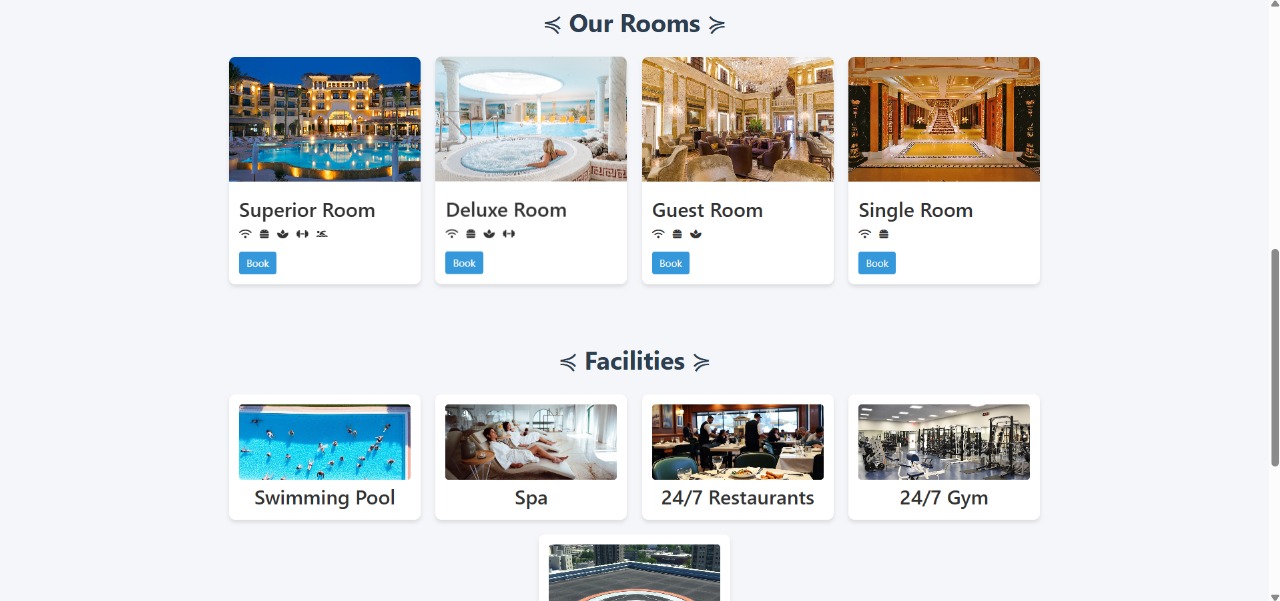 ≼ Our Rooms ≽
Superior Room
Book
Deluxe Room
Book
Guest Room
Book
Single Room
Book
≼ Facilities ≽
Swimming Pool
Spa
24/7 Restaurants
24/7 Gym